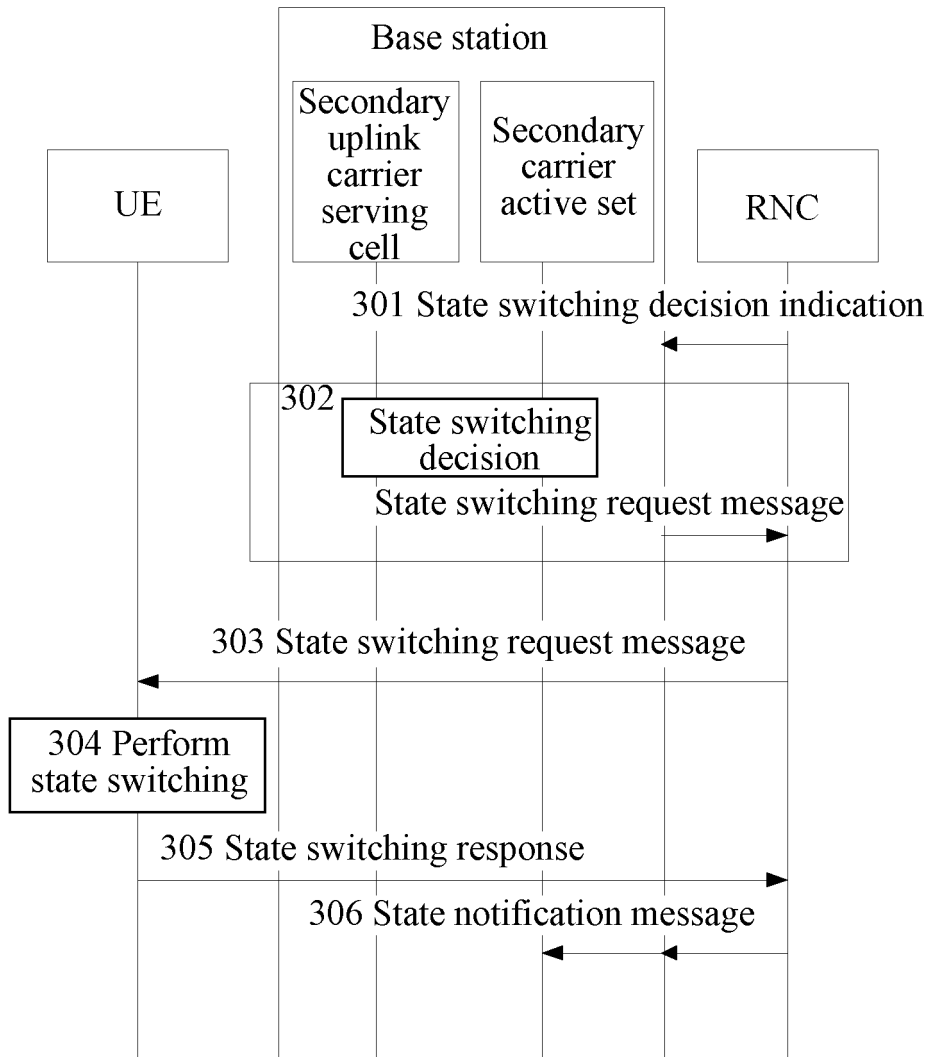 Base station
Secondary
uplink
carrier
serving
cell
Secondary
carrier
active set
UE
RNC
301 State switching decision indication
302
State switching
decision
State switching request message
303 State switching request message
304 Perform
state switching
305 State switching response
306 State notification message